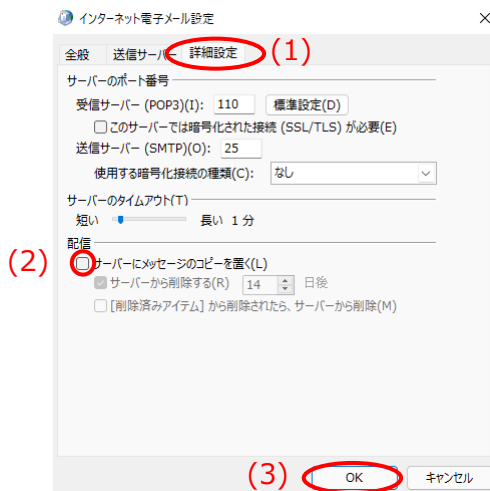 インターネット電子メール設定
全般 送信サーバー 詳細設定 (1)
サーバーのポート番号
受信サーバー (POP3)(I): 110 標準設定(D)
このサーバーでは暗号化された接続 (SSL/TLS) が必要(E)
送信サーバー (SMTP)(O): 25
使用する暗号化接続の種類(C): なし
サーバーのタイムアウト(T)
短い 長い 1 分
配信
(2) サーバーにメッセージのコピーを置く(L)
サーバーから削除する(R) 14 日後
[削除済みアイテム] から削除されたら、サーバーから削除(M)
(3) OK キャンセル